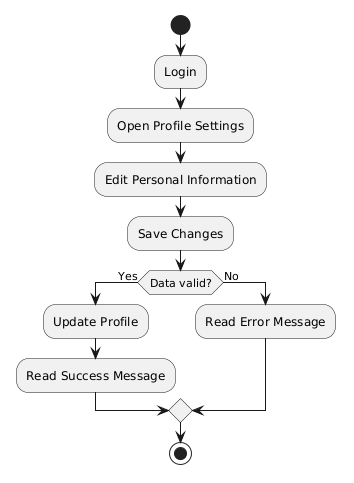 Login
Open Profile Settings
Edit Personal Information
Save Changes
Data valid?
Yes
No
Update Profile
Read Error Message
Read Success Message